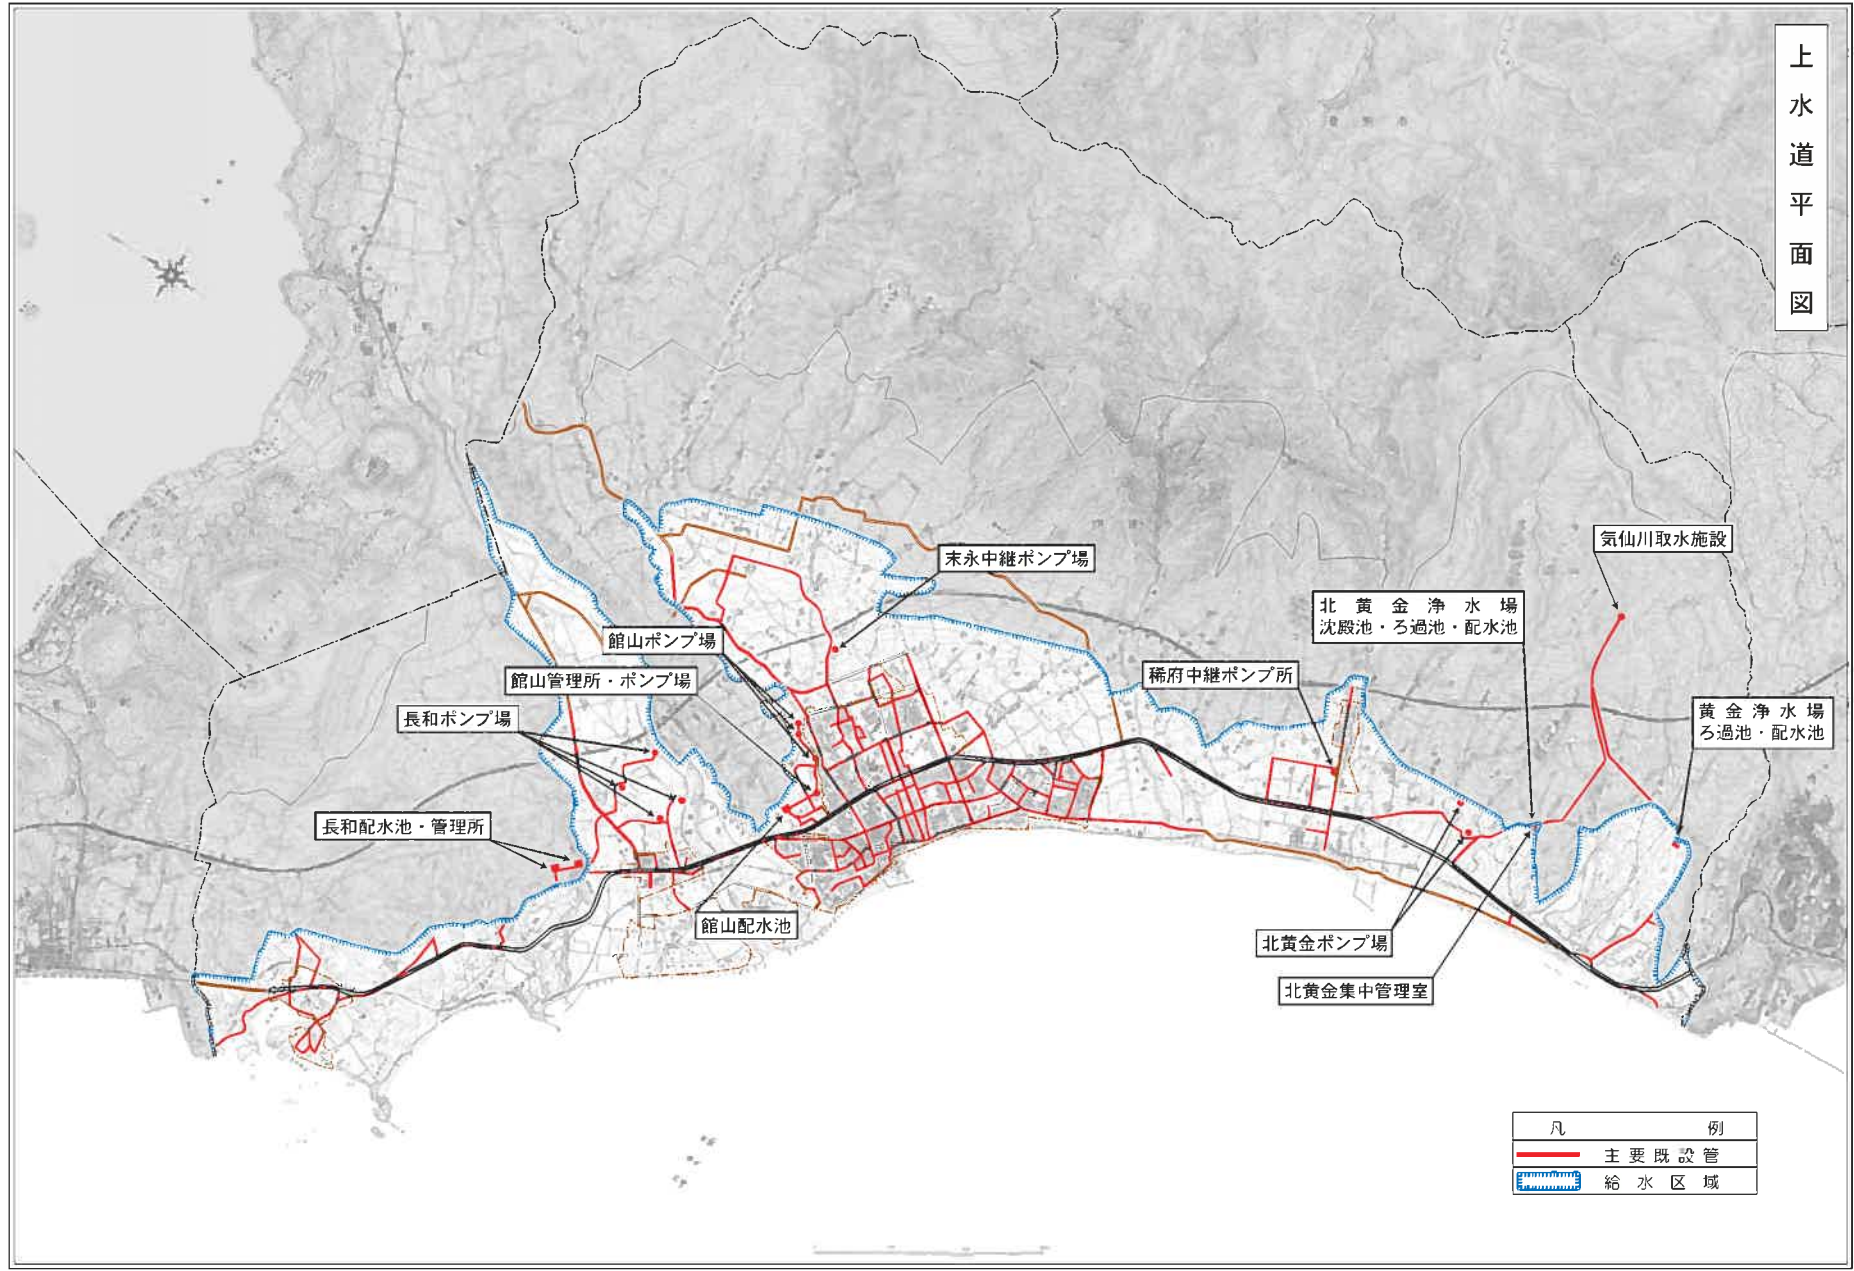 上水道平面図
気仙川取水施設
末永中継ポンプ場
北黄金浄水場
沈殿池・ろ過池・配水池
館山ポンプ場
稀府中継ポンプ所
館山管理所・ポンプ場
黄金浄水場
ろ過池・配水池
長和ポンプ場
長和配水池・管理所
館山配水池
北黄金ポンプ場
北黄金集中管理室
凡例
主要既設管
給水区域